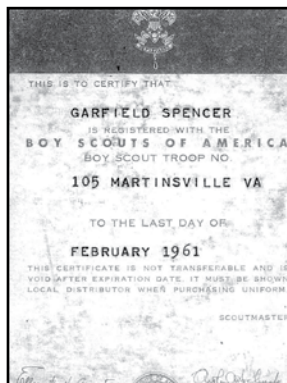 THIS IS TO CERTIFY THAT
GARFIELD SPENCER
IS REGISTERED WITH THE
BOY SCOUTS OF AMERICA
BOY SCOUT TROOP NO.
105 MARTINSVILLE VA
TO THE LAST DAY OF
FEBRUARY 1961
THIS CERTIFICATE IS NOT TRANSFERABLE AND IS
VOID AFTER EXPIRATION DATE. IT MUST BE SHOWN
LOCAL DISTRIBUTOR WHEN PURCHASING UNIFORM
SCOUTMASTER